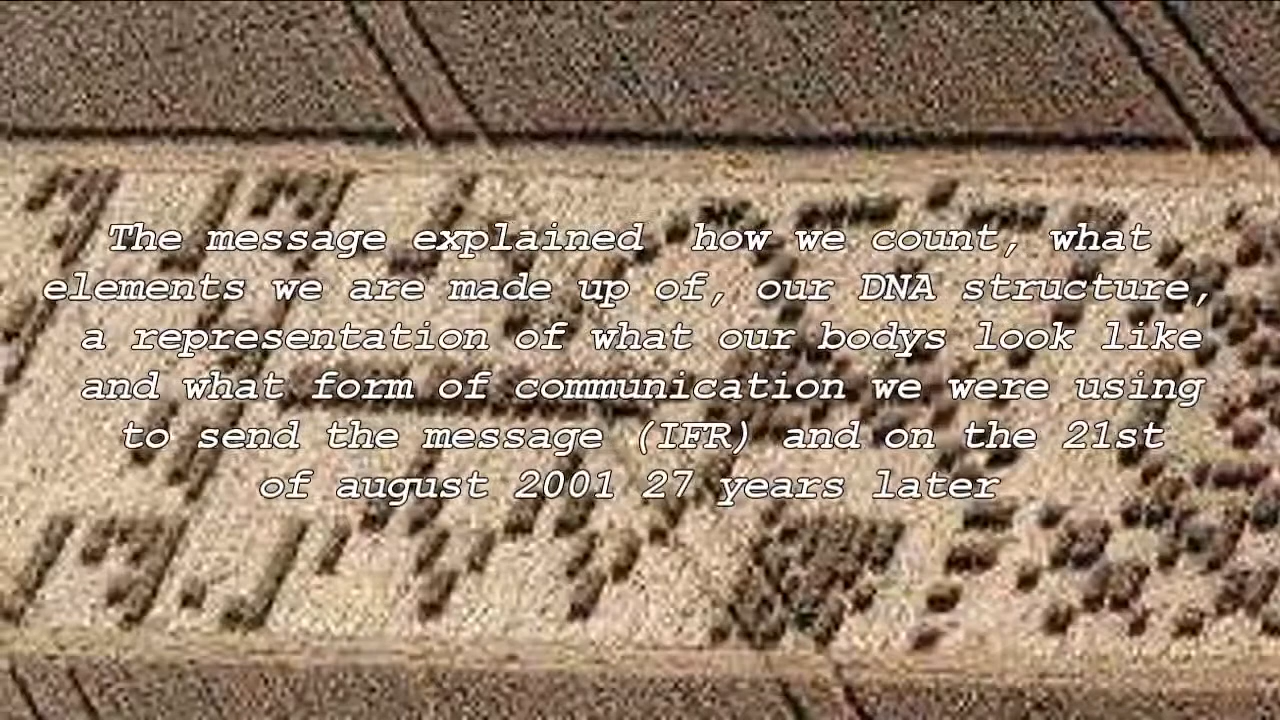 The message explained  how we count, what
elements we are made up of, our DNA structure,
a representation of what our bodys look like
and what form of communication we were using
to send the message (IFR) and on the 21st
of august 2001 27 years later